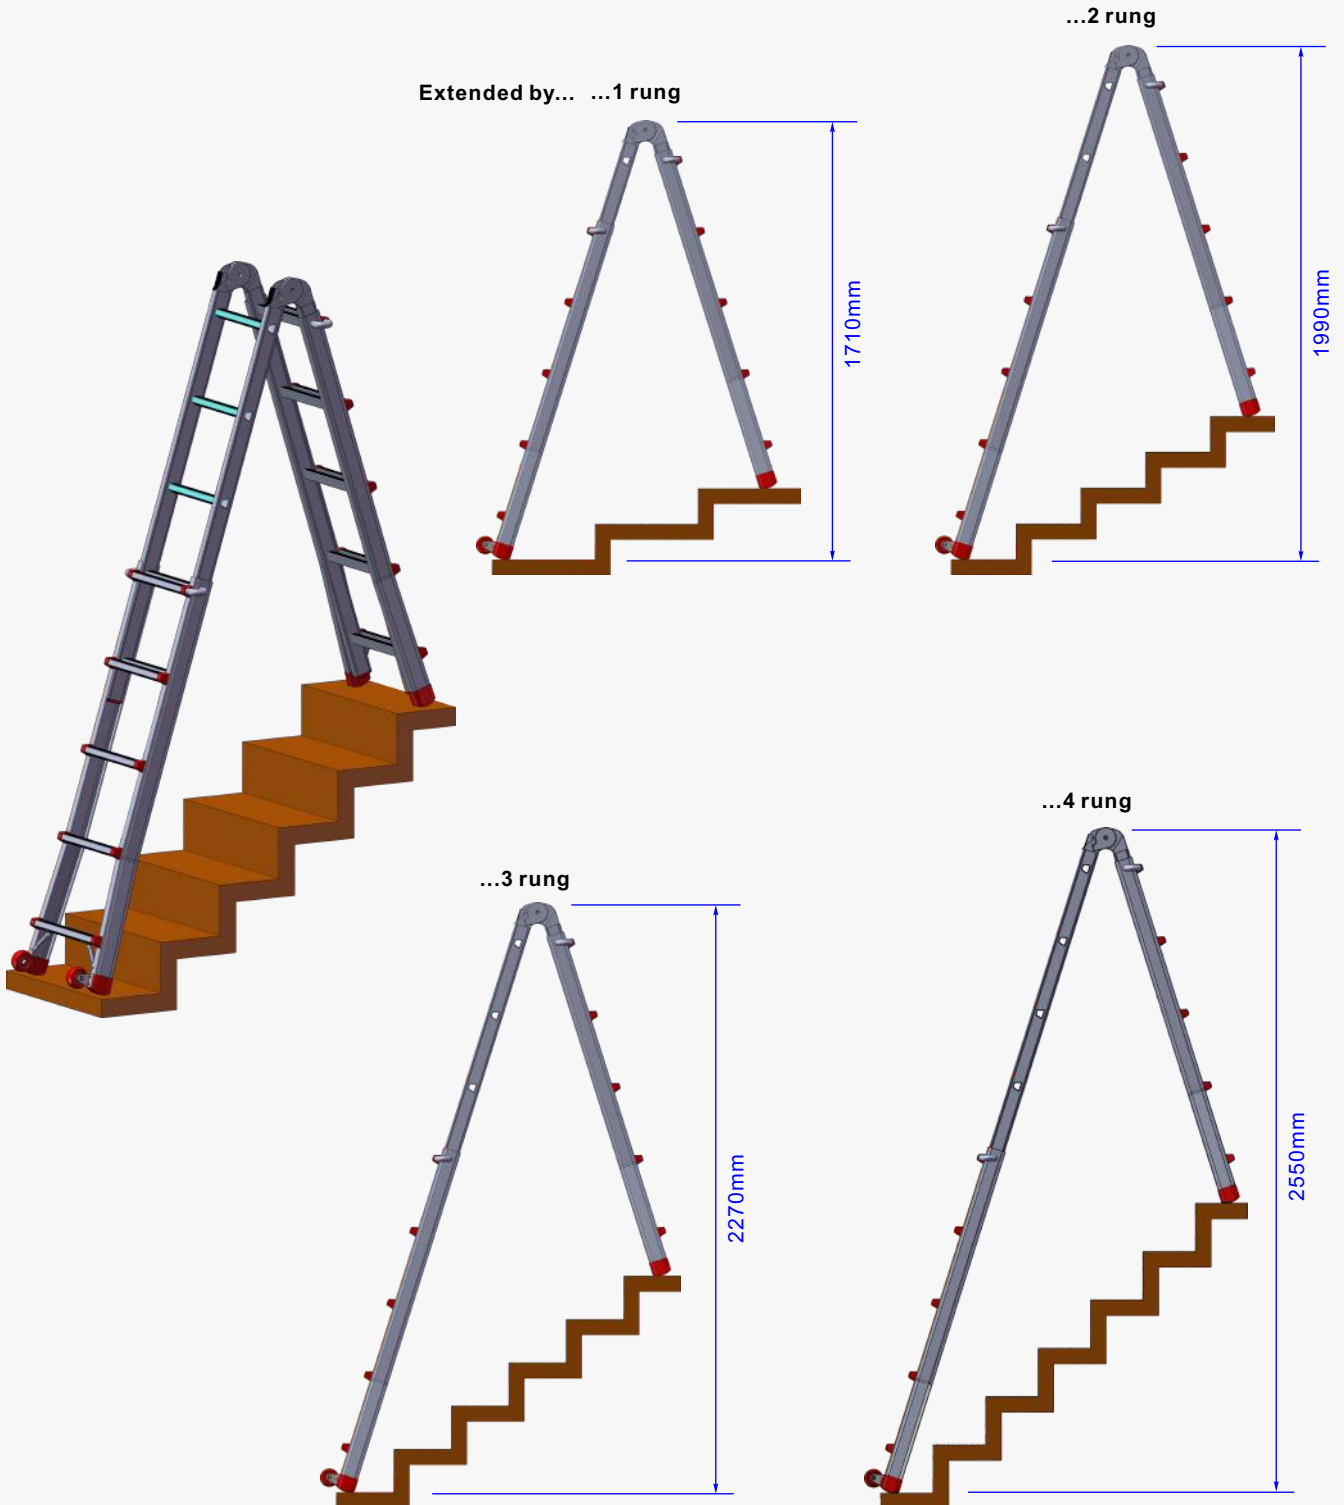 ...2 rung
Extended by... ...1 rung
1710mm
1990mm
...4 rung
...3 rung
2270mm
2550mm